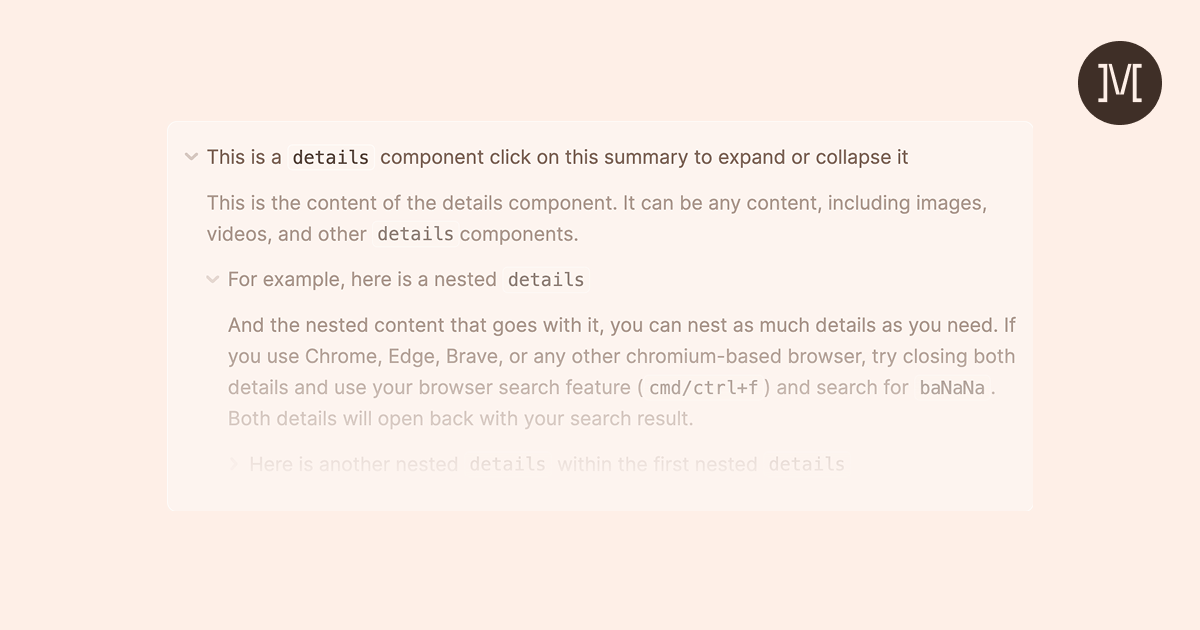 ]M[
This is a details component click on this summary to expand or collapse it
This is the content of the details component. It can be any content, including images,
videos, and other details components.
For example, here is a nested details
And the nested content that goes with it, you can nest as much details as you need. If
you use Chrome, Edge, Brave, or any other chromium-based browser, try closing both
details and use your browser search feature ( cmd/ctrl+f ) and search for baNaNa .
Both details will open back with your search result.
Here is another nested details within the first nested details